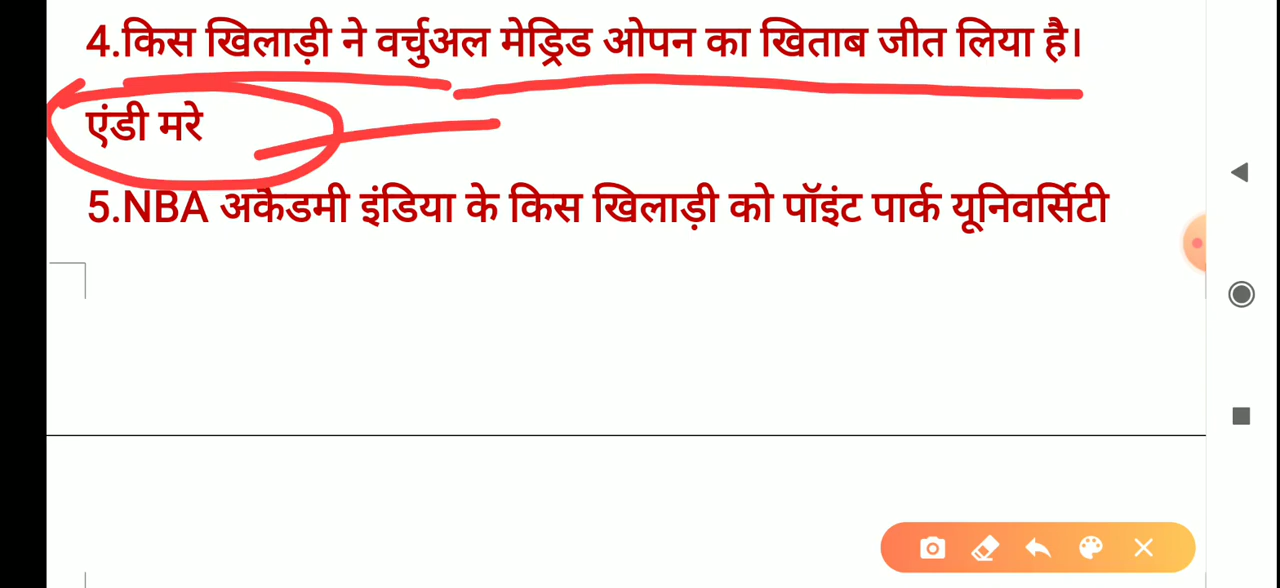 4.किस खिलाड़ी ने वर्चुअल मेड्रिड ओपन का खिताब जीत लिया है।
एंडी मरे
5.NBA अकेडमी इंडिया के किस खिलाड़ी को पॉइंट पार्क यूनिवर्सिटी